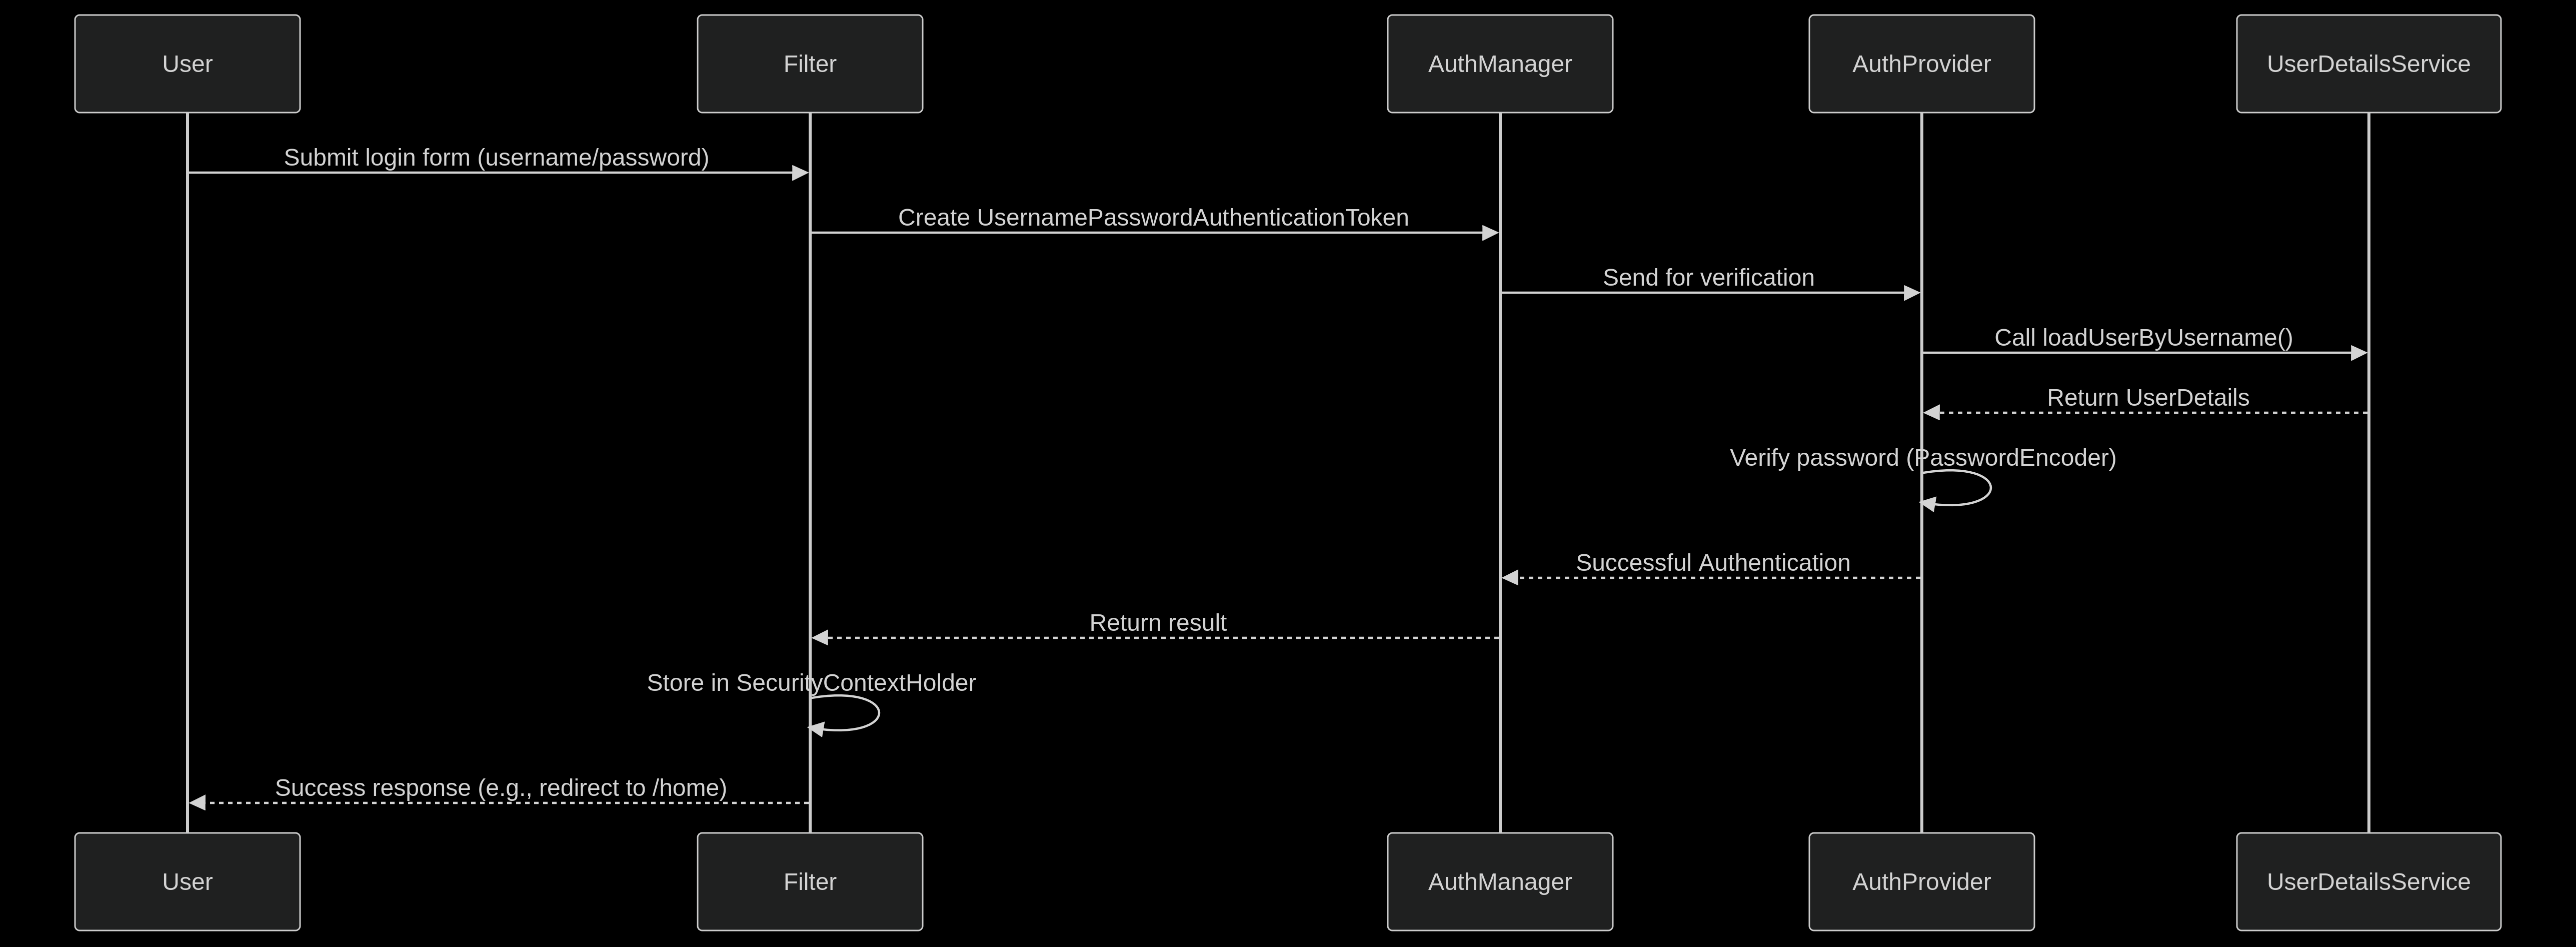 User
Filter
AuthManager
AuthProvider
UserDetailsService
Submit login form (username/password)
Create UsernamePasswordAuthenticationToken
Send for verification
Call loadUserByUsername()
Return UserDetails
Verify password (PasswordEncoder)
Successful Authentication
Return result
Store in SecurityContextHolder
Success response (e.g., redirect to /home)
User
Filter
AuthManager
AuthProvider
UserDetailsService